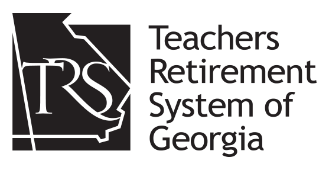 TRS
Teachers
Retirement
System of
Georgia